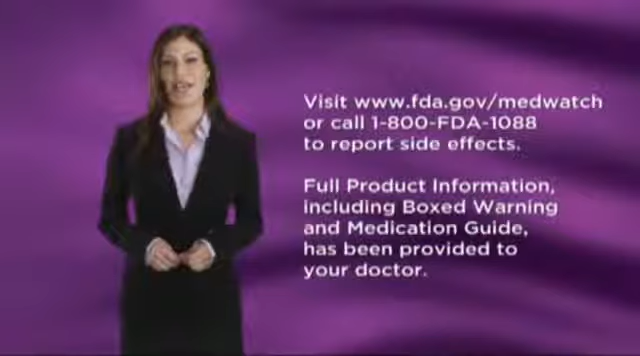 Visit www.fda.gov/medwatch
or call 1-800-FDA-1088
to report side effects.
Full Product Information,
including Boxed Warning
and Medication Guide,
has been provided to
your doctor.